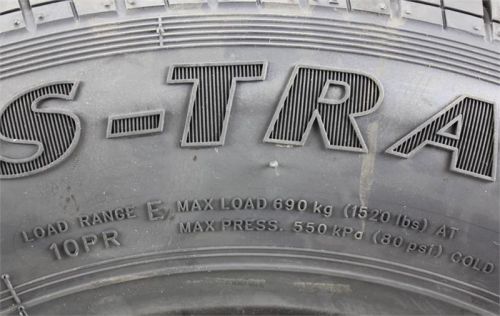 S-TRA
LOAD RANGE E
10PR
MAX LOAD 690 kg (1520 lbs) AT
MAX PRESS. 550 kPa (80 psi) COLD